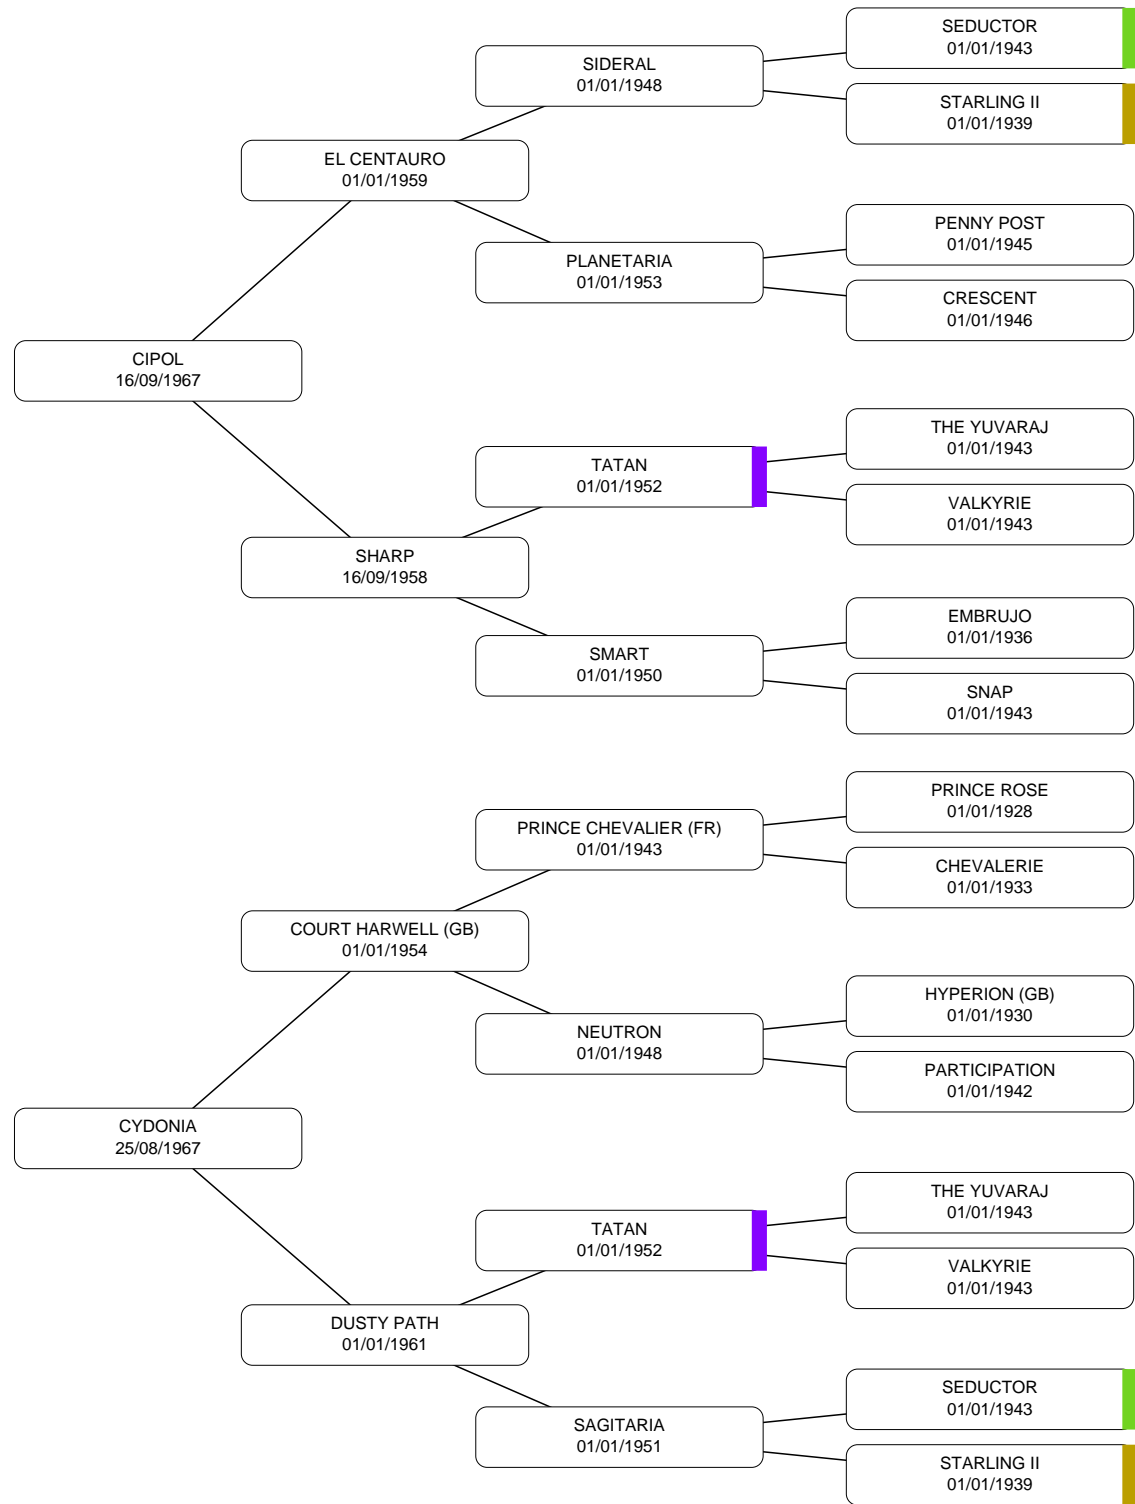 SEDUCTOR
01/01/1943
SIDERAL
01/01/1948
STARLING II
01/01/1939
EL CENTAURO
01/01/1959
PENNY POST
01/01/1945
PLANETARIA
01/01/1953
CRESCENT
01/01/1946
CIPOL
16/09/1967
THE YUVARAJ
01/01/1943
TATAN
01/01/1952
VALKYRIE
01/01/1943
SHARP
16/09/1958
EMBRUJO
01/01/1936
SMART
01/01/1950
SNAP
01/01/1943
PRINCE ROSE
01/01/1928
PRINCE CHEVALIER (FR)
01/01/1943
CHEVALERIE
01/01/1933
COURT HARWELL (GB)
01/01/1954
HYPERION (GB)
01/01/1930
NEUTRON
01/01/1948
PARTICIPATION
01/01/1942
CYDONIA
25/08/1967
THE YUVARAJ
01/01/1943
TATAN
01/01/1952
VALKYRIE
01/01/1943
DUSTY PATH
01/01/1961
SEDUCTOR
01/01/1943
SAGITARIA
01/01/1951
STARLING II
01/01/1939